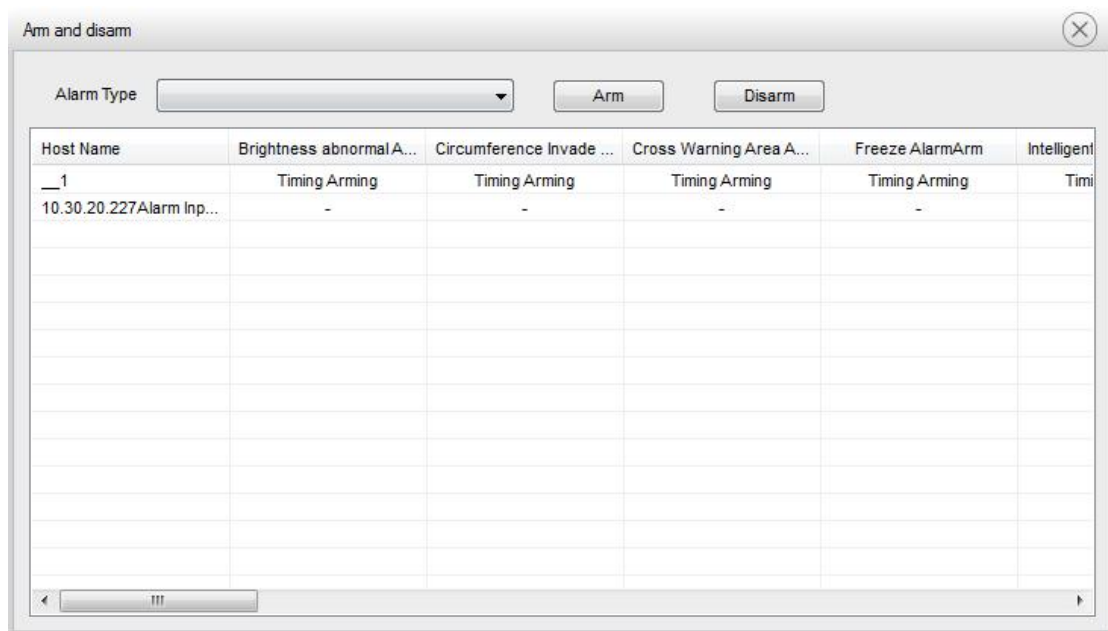 Arm and disarm
Alarm Type Arm Disarm
Host Name Brightness abnormal A... Circumference Invade ... Cross Warning Area A... Freeze AlarmArm Intelligent
__1 Timing Arming Timing Arming Timing Arming Timing Arming Timi
10.30.20.227Alarm Inp... - - - -